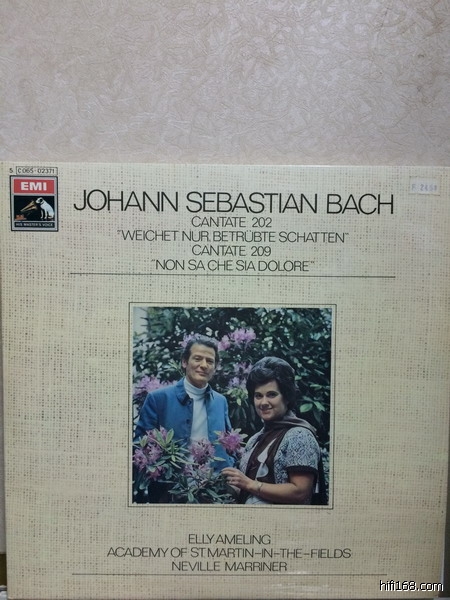 5 C 065-02371
EMI
HIS MASTER'S VOICE
JOHANN SEBASTIAN BACH
CANTATE 202
"WEICHET NUR, BETRÜBTE SCHATTEN"
CANTATE 209
"NON SA CHE SIA DOLORE"
ELLY AMELING
ACADEMY OF ST. MARTIN-IN-THE-FIELDS
NEVILLE MARRINER
hifi168.com